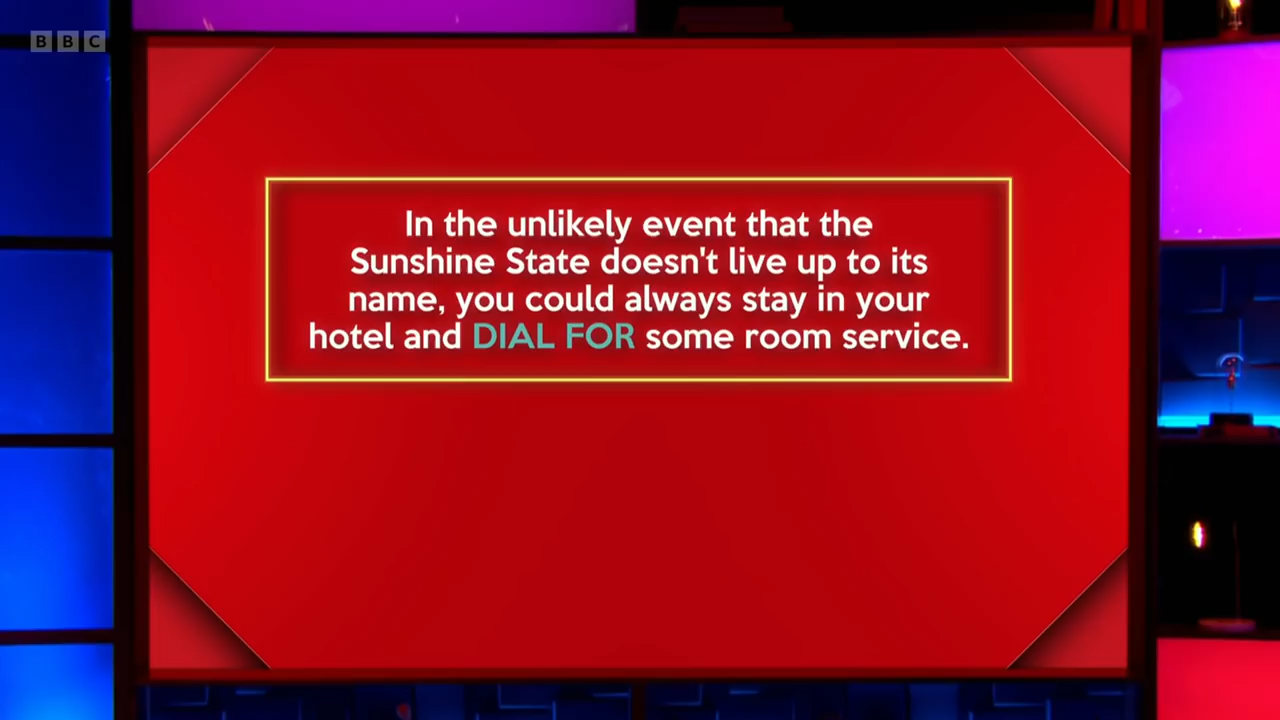 BBC
In the unlikely event that the
Sunshine State doesn't live up to its
name, you could always stay in your
hotel and DIAL FOR some room service.